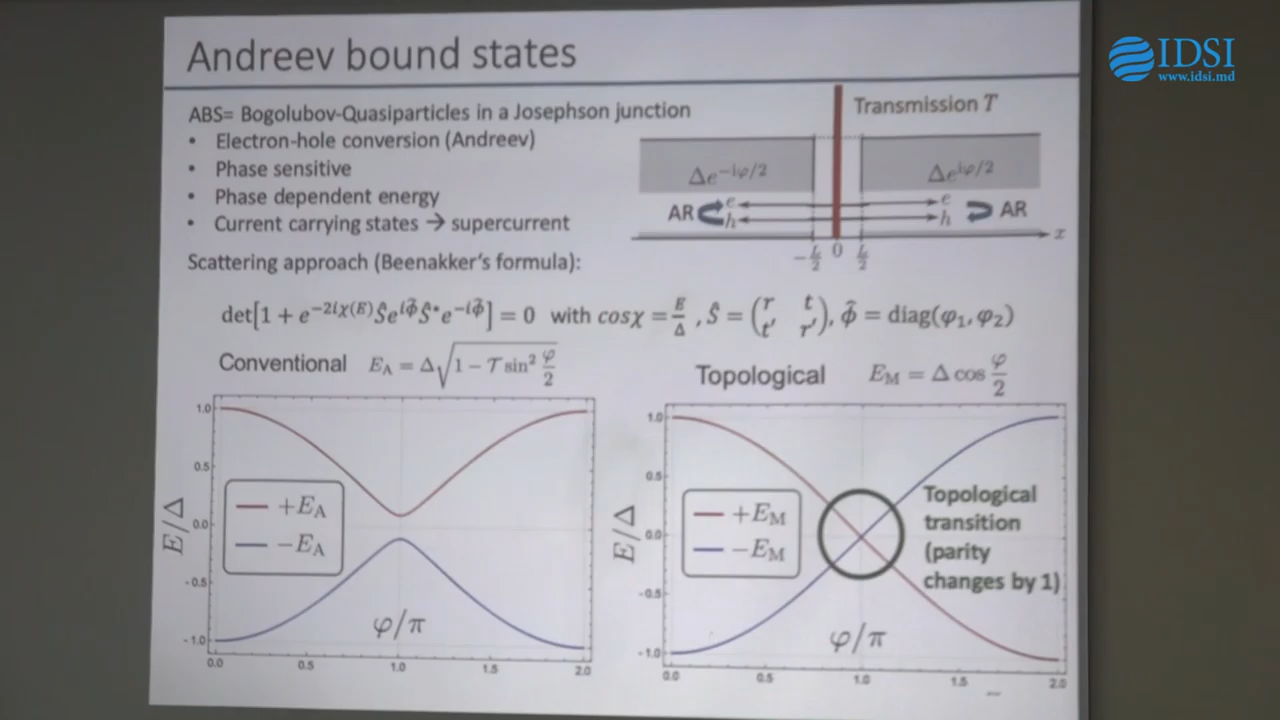 Andreev bound states
IDSI
www.idsi.md
ABS= Bogolubov-Quasiparticles in a Josephson junction
• Electron-hole conversion (Andreev)
• Phase sensitive
• Phase dependent energy
• Current carrying states → supercurrent
Transmission T
Δe^{-iφ/2}
Δe^{iφ/2}
AR e
h
e AR
h
x
-L/2 0 L/2
Scattering approach (Beenakker's formula):
det[1 + e^{-2iχ(E)}Ŝe^{iΦ̂}Ŝ*e^{-iΦ̂}] = 0 with cosχ = E/Δ , Ŝ = (r t t' r'), Φ̂ = diag(φ₁,φ₂)
Conventional E_A = Δ√(1 − T sin² φ/2)
Topological E_M = Δ cos φ/2
1.0
0.5
0.0
-0.5
-1.0
E/Δ
+E_A
−E_A
φ/π
0.0 0.5 1.0 1.5 2.0
1.0
0.5
0.0
-0.5
-1.0
E/Δ
+E_M
−E_M
Topological
transition
(parity
changes by 1)
φ/π
0.0 0.5 1.0 1.5 2.0